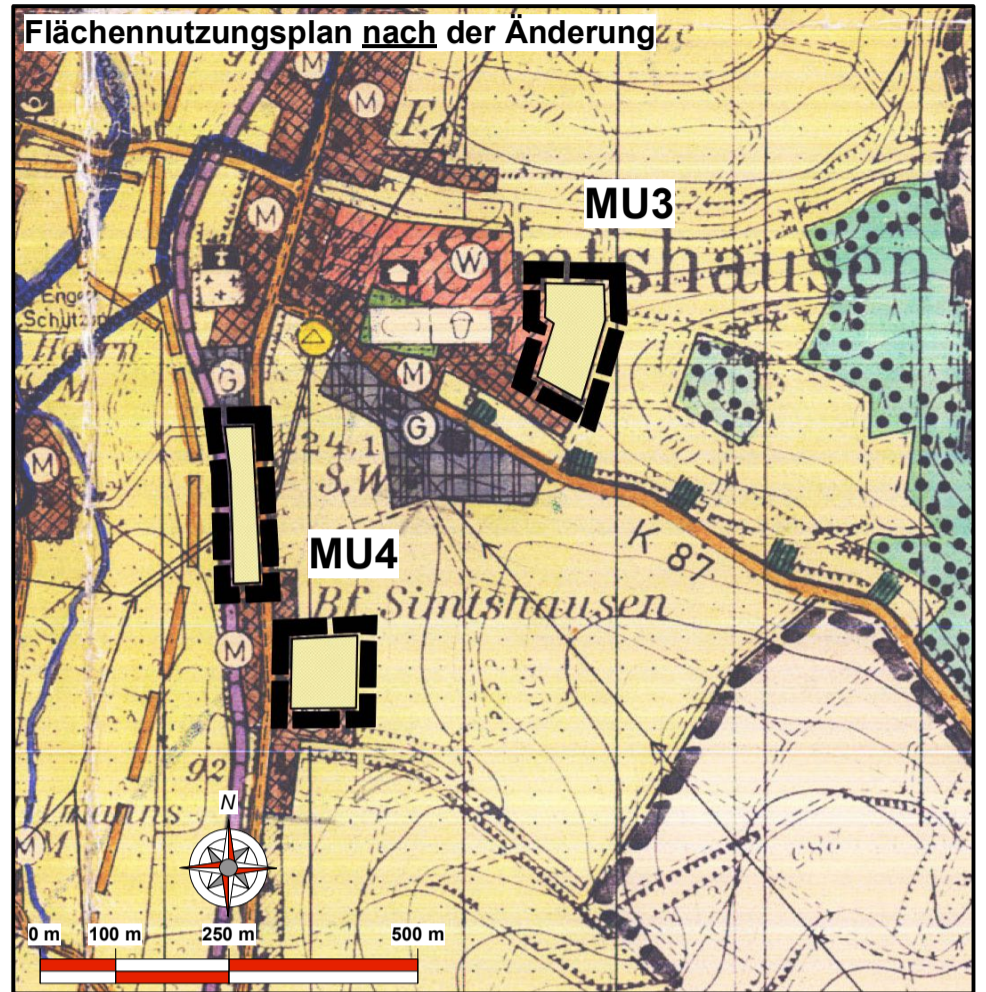 Flächennutzungsplan nach der Änderung
M
M
MU3
M
W
Simtshausen
G
M
G
24,1
S.W.
M
K 87
MU4
Bf Simtshausen
M
92
N
M
0 m 100 m 250 m 500 m